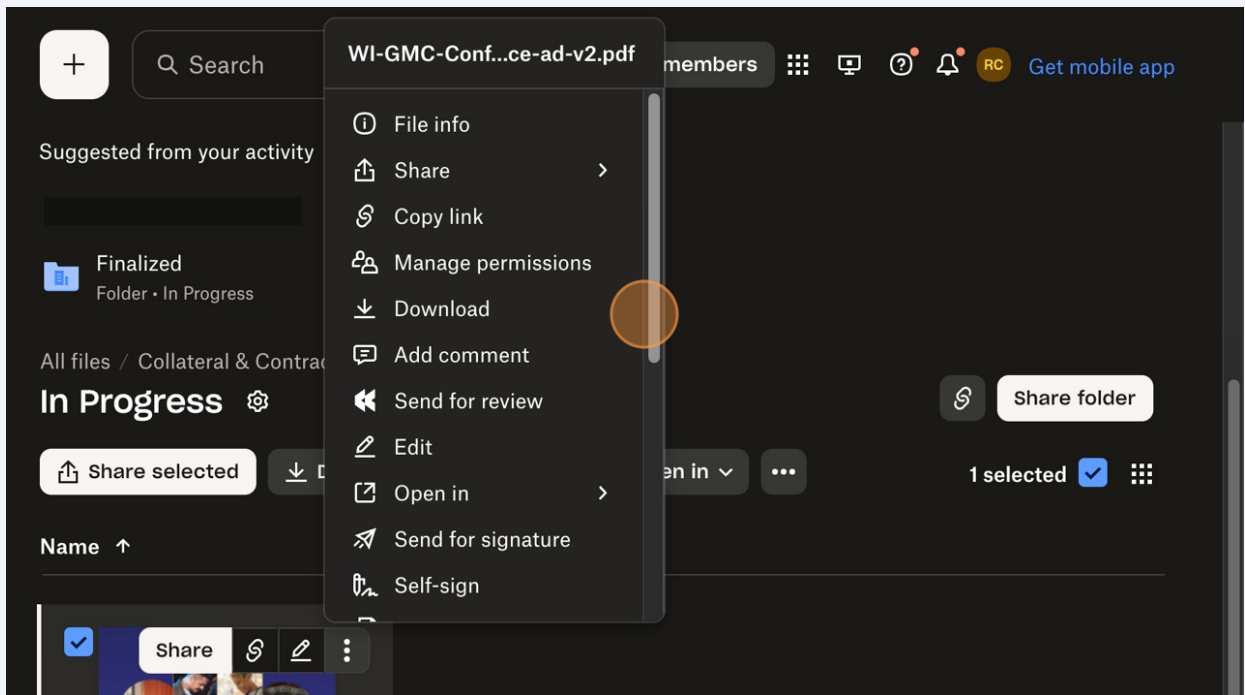 + Search
members
RC
Get mobile app
WI-GMC-Conf...ce-ad-v2.pdf
File info
Share
Copy link
Manage permissions
Download
Add comment
Send for review
Edit
Open in
Send for signature
Self-sign
Suggested from your activity
Finalized
Folder • In Progress
All files / Collateral & Contrac
In Progress
Share folder
Share selected
D
en in
1 selected
Name
Share